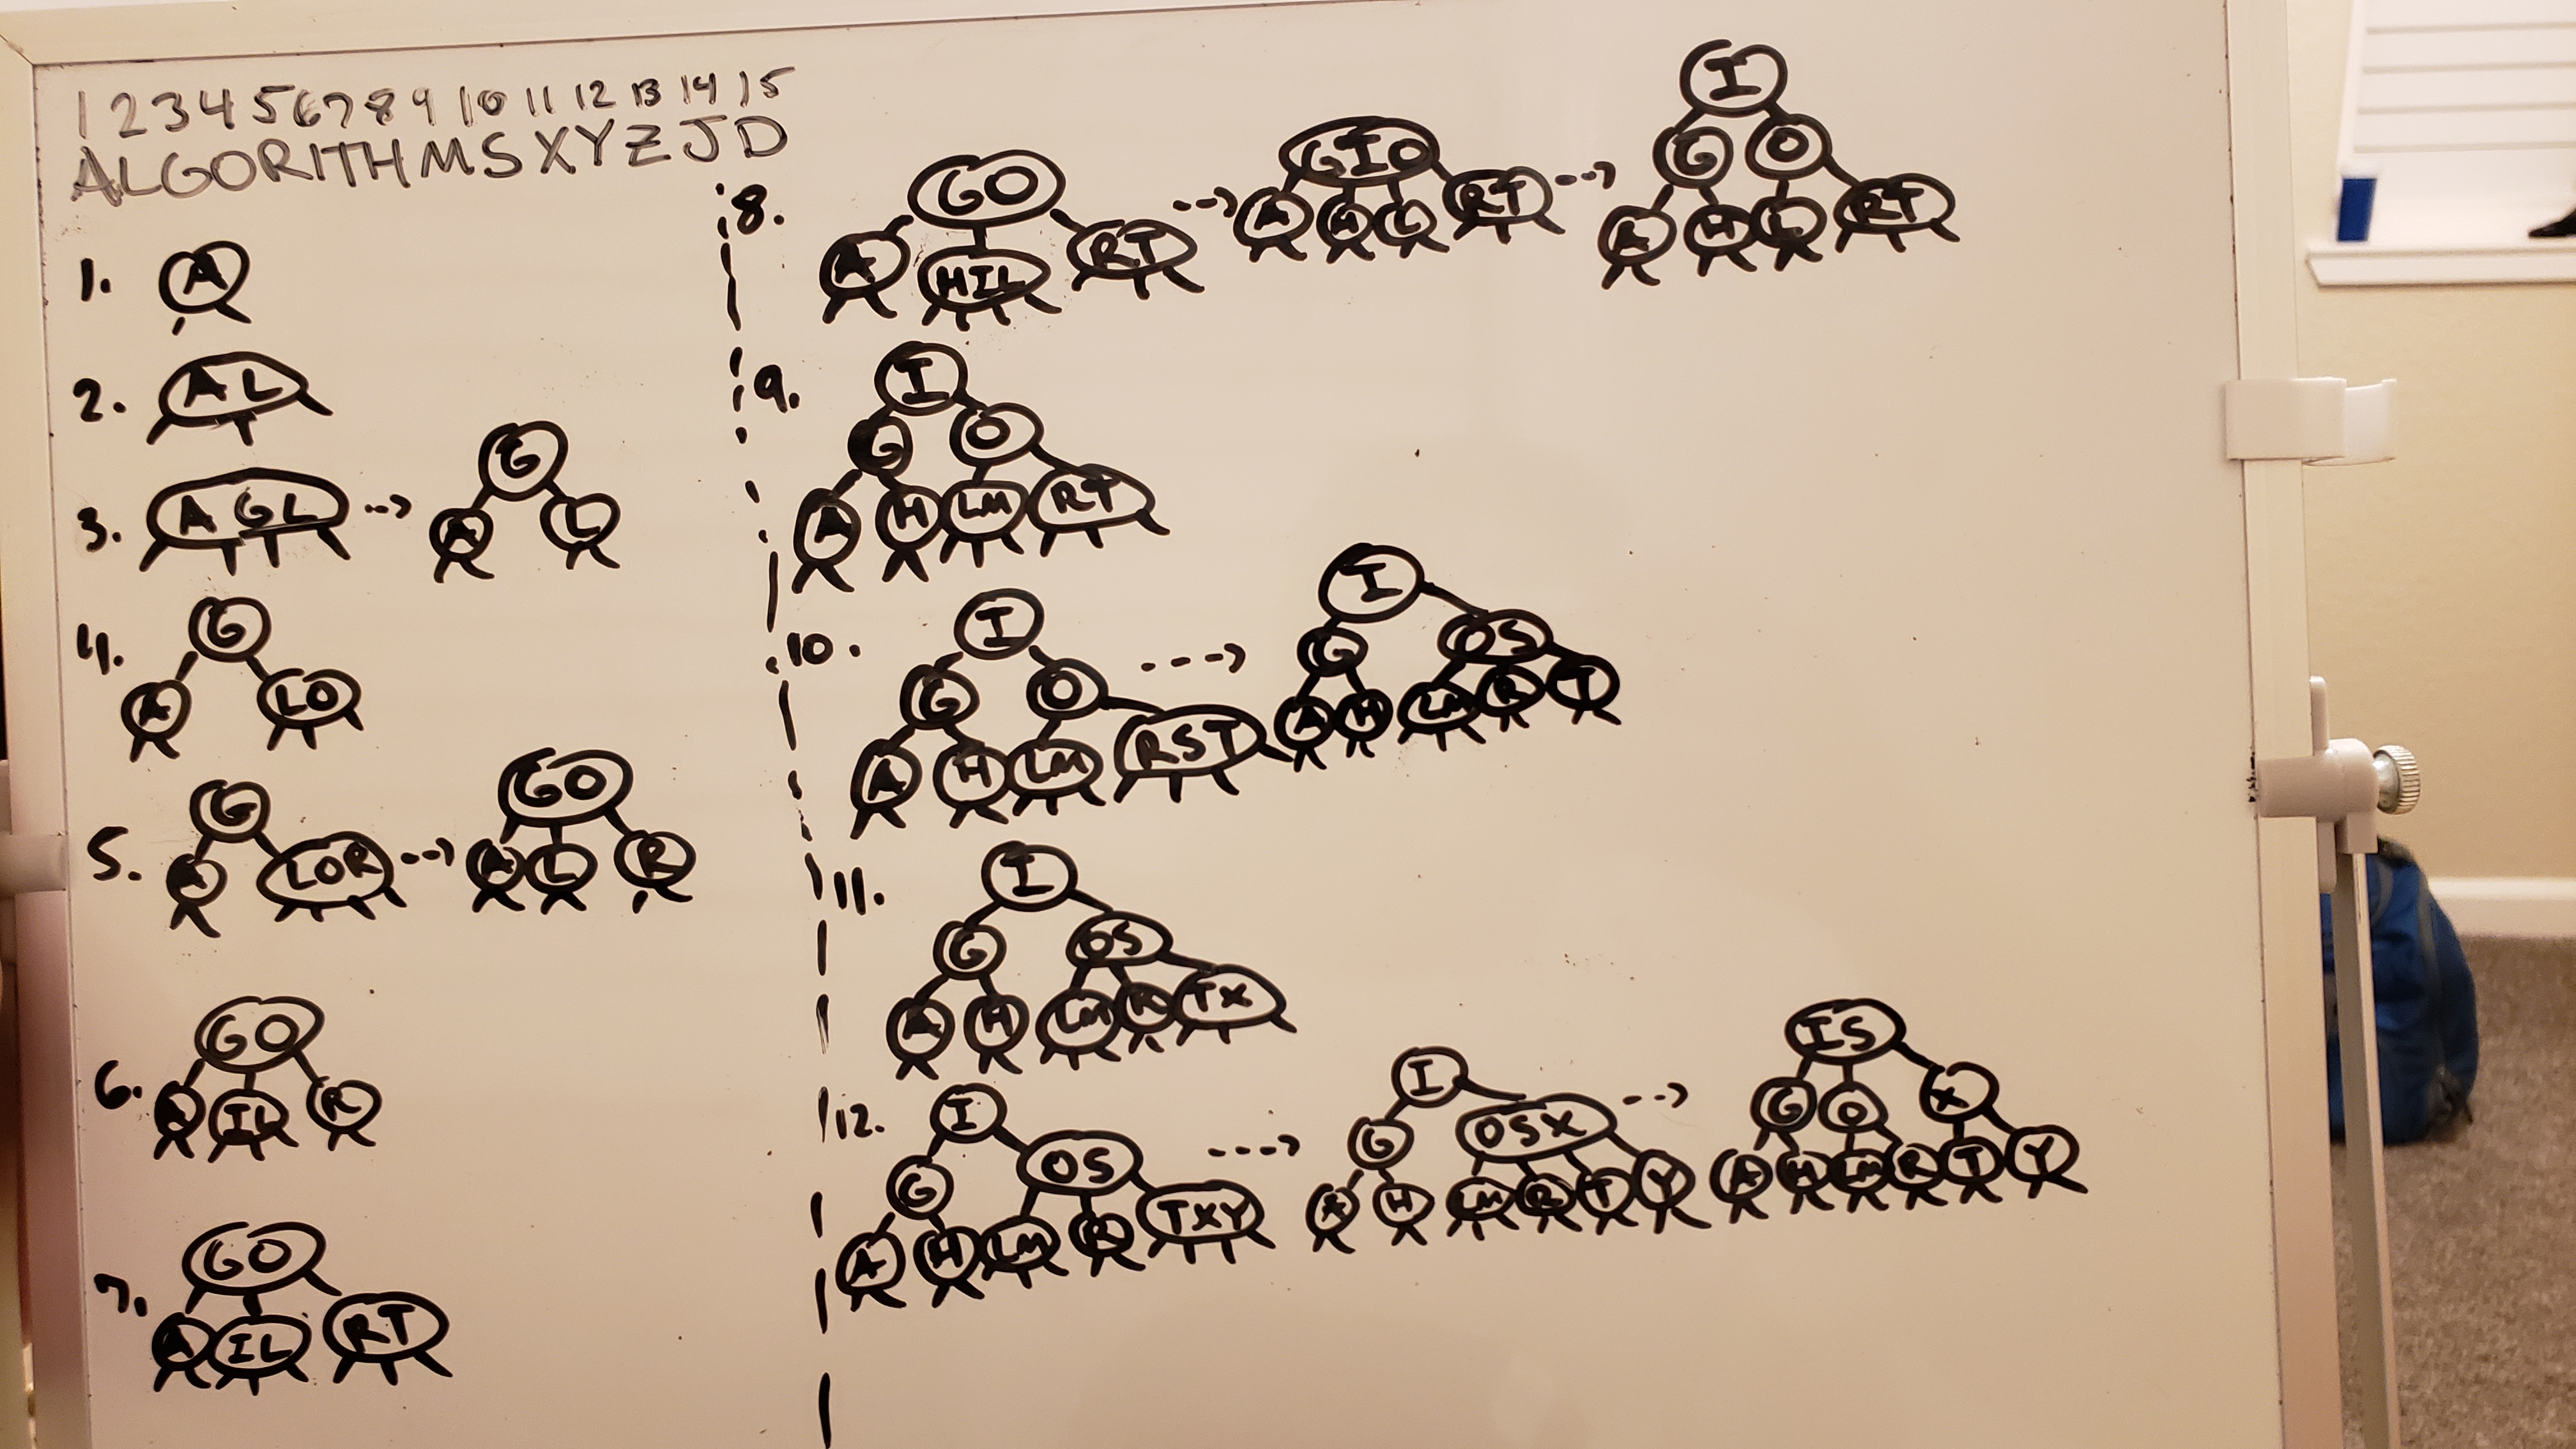 1 2 3 4 5 6 7 8 9 10 11 12 13 14 15
ALGORITHMSXYZJD
1. A
2. AL
3. AGL --> G
A L
4. G
A LO
5. G --> GO
A LOR A L R
6. GO
A IL R
7. GO
A IL RT
8. GO --> GIO --> I
A HIL RT A H L RT G O
A H L RT
9. I
G O
A H LM RT
10. I ---> I
G O G OS
A H LM RST A H LM R T
11. I
G OS
A H LM R TX
12. I ---> I --> IS
G OS G OSX G O X
A H LM R TXY A H LM R T Y A H LM R T Y